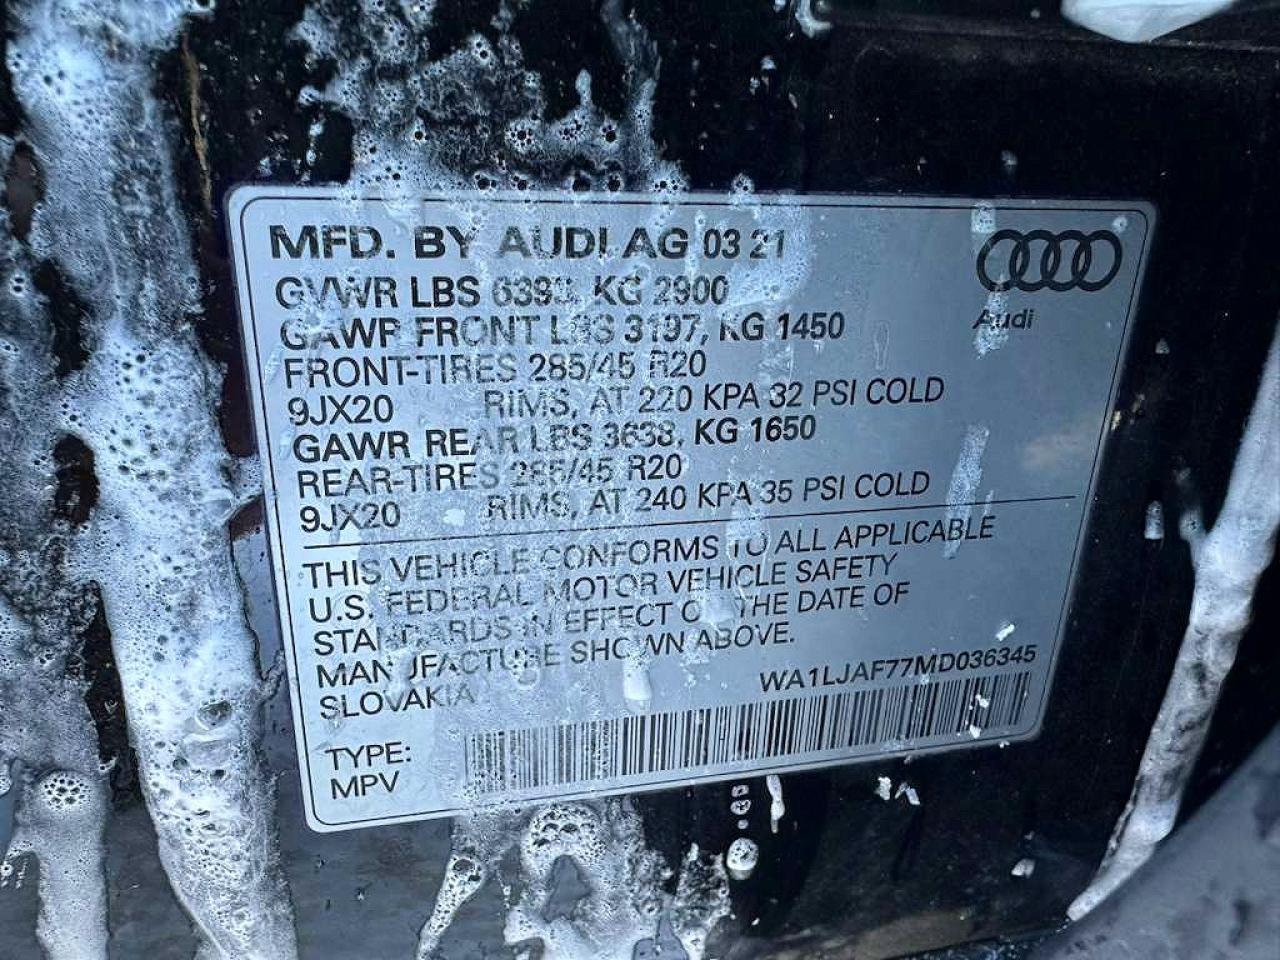 MFD. BY AUDI AG 03 21
GVWR LBS 6393, KG 2900
GAWR FRONT LBS 3197, KG 1450
FRONT-TIRES 285/45 R20
9JX20 RIMS, AT 220 KPA 32 PSI COLD
GAWR REAR LBS 3638, KG 1650
REAR-TIRES 285/45 R20
9JX20 RIMS, AT 240 KPA 35 PSI COLD
THIS VEHICLE CONFORMS TO ALL APPLICABLE
U.S. FEDERAL MOTOR VEHICLE SAFETY
STANDARDS IN EFFECT ON THE DATE OF
MANUFACTURE SHOWN ABOVE.
SLOVAKIA
WA1LJAF77MD036345
TYPE:
MPV
Audi